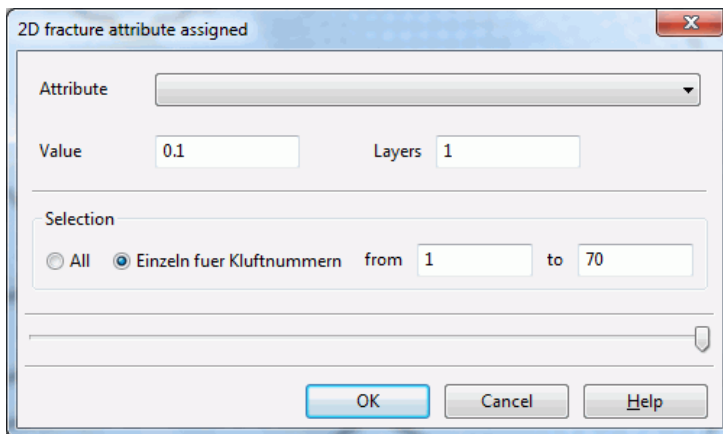 2D fracture attribute assigned
Attribute
Value 0.1 Layers 1
Selection
All Einzeln fuer Kluftnummern from 1 to 70
OK Cancel Help